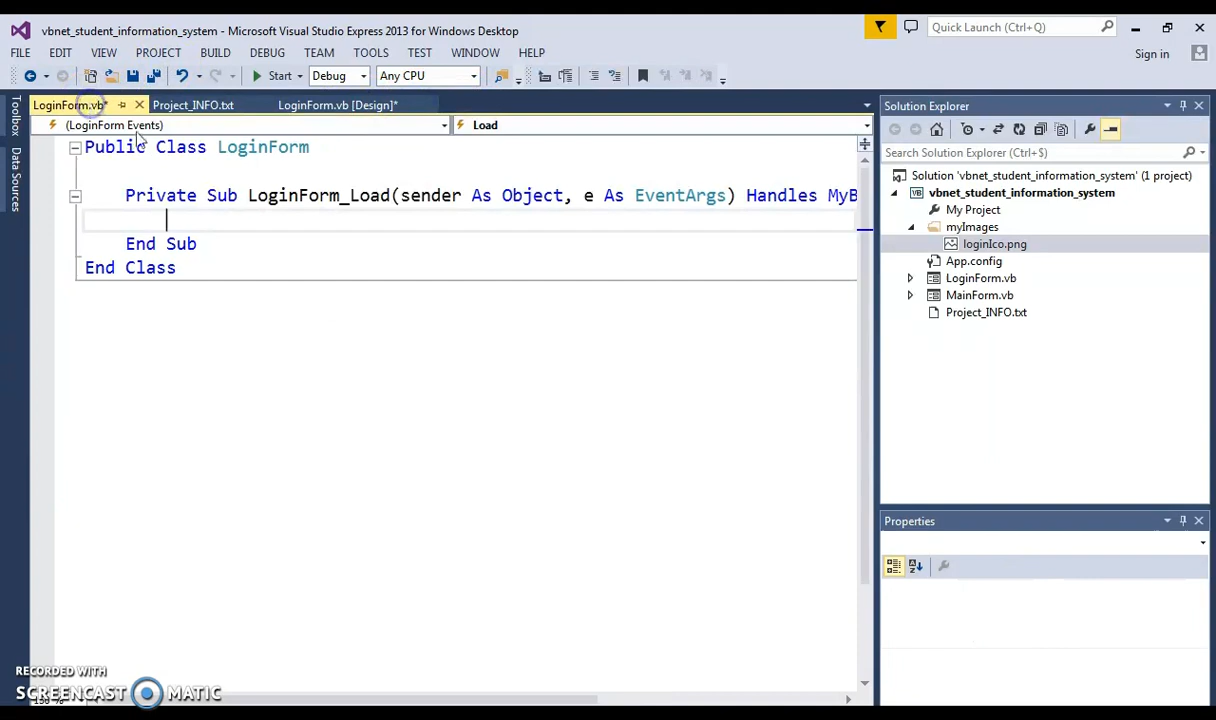 vbnet_student_information_system - Microsoft Visual Studio Express 2013 for Windows Desktop
Quick Launch (Ctrl+Q)
FILE EDIT VIEW PROJECT BUILD DEBUG TEAM TOOLS TEST WINDOW HELP
Sign in
Start Debug Any CPU
LoginForm.vb* Project_INFO.txt LoginForm.vb [Design]*
(LoginForm Events) Load
Toolbox
Data Sources
Public Class LoginForm
Private Sub LoginForm_Load(sender As Object, e As EventArgs) Handles MyB
End Sub
End Class
Solution Explorer
Search Solution Explorer (Ctrl+$)
Solution 'vbnet_student_information_system' (1 project)
vbnet_student_information_system
My Project
myImages
loginIco.png
App.config
LoginForm.vb
MainForm.vb
Project_INFO.txt
Properties
RECORDED WITH
SCREENCAST MATIC